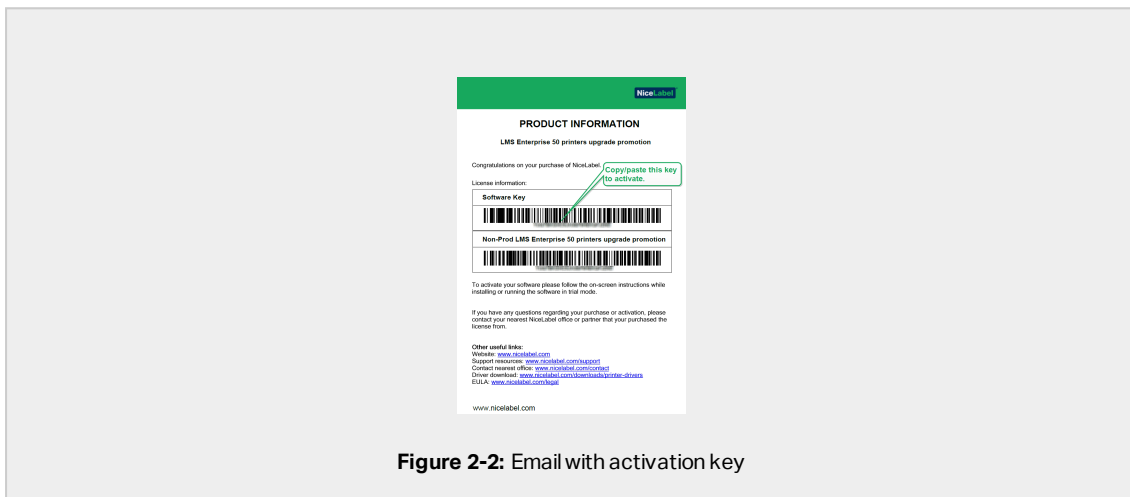 NiceLabel
PRODUCT INFORMATION
LMS Enterprise 50 printers upgrade promotion
Congratulations on your purchase of NiceLabel.
Copy/paste this key
to activate.
License information:
Software Key
Non-Prod LMS Enterprise 50 printers upgrade promotion
To activate your software please follow the on-screen instructions while
installing or running the software in trial mode.
If you have any questions regarding your purchase or activation, please
contact your nearest NiceLabel office or partner that your purchased the
license from.
Other useful links:
Website: www.nicelabel.com
Support resources: www.nicelabel.com/support
Contact nearest office: www.nicelabel.com/contact
Driver download: www.nicelabel.com/downloads/printer-drivers
EULA: www.nicelabel.com/legal
www.nicelabel.com
Figure 2-2: Email with activation key